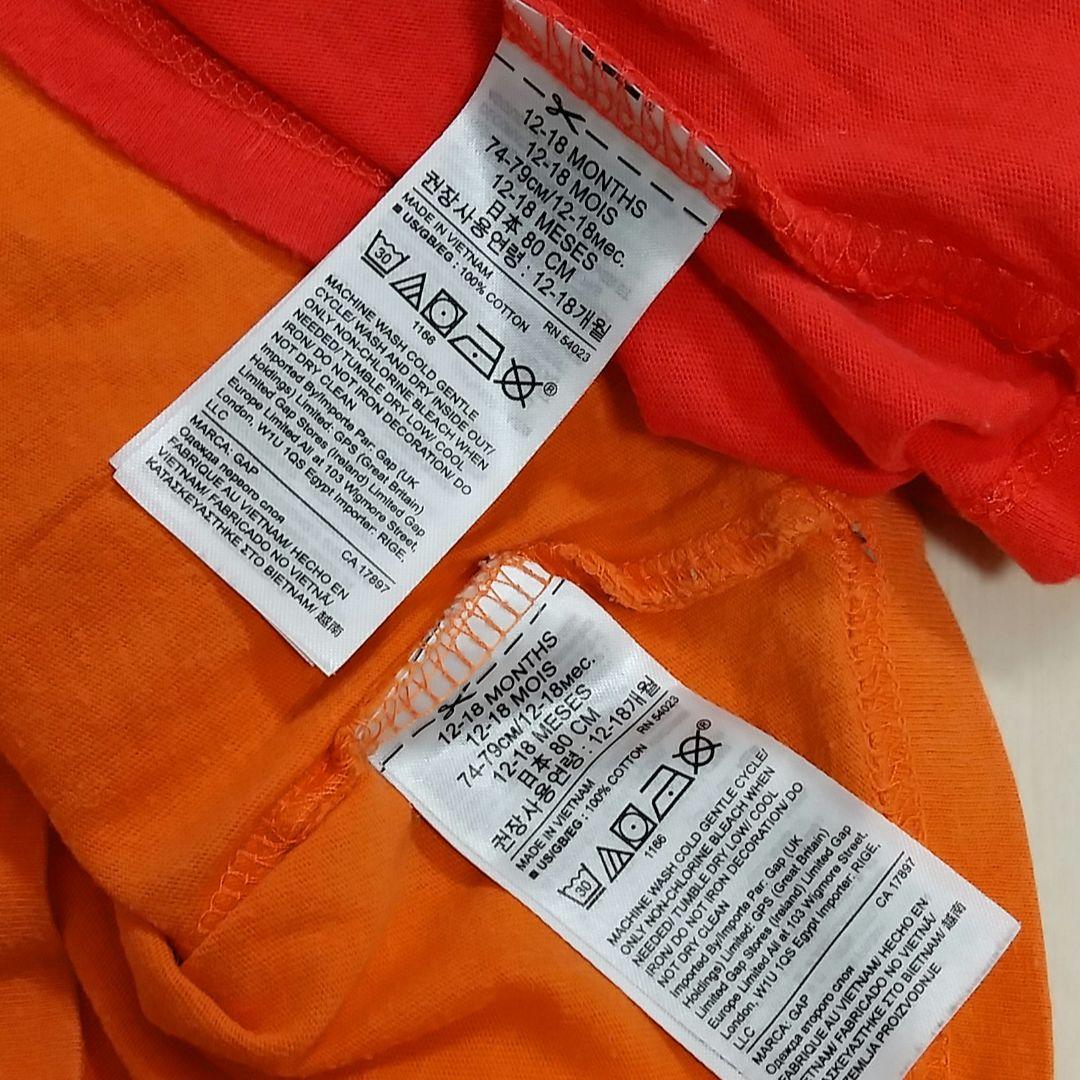 12-18 MONTHS
12-18 MOIS
74-79см/12-18мес.
12-18 MESES
日本 80 CM
권장사용연령 : 12-18개월
MADE IN VIETNAM
RN 54023
■ US/GB/EG : 100% COTTON
30
1166
®
MACHINE WASH COLD GENTLE
CYCLE/ WASH AND DRY INSIDE OUT/
ONLY NON-CHLORINE BLEACH WHEN
NEEDED/ TUMBLE DRY LOW/ COOL
IRON/ DO NOT IRON DECORATION/ DO
NOT DRY CLEAN
Imported By/Importe Par Gap (UK
Holdings) Limited: GPS (Great Britain)
Limited Gap Stores (Ireland) Limited Gap
Europe Limited All at 103 Wigmore Street,
London, W1U 1QS Egypt Importer: RIGE,
LLC
CA 17897
MARCA: GAP
Одежда первого слоя
FABRIQUE AU VIETNAM/ HECHO EN
VIETNAM/ FABRICADO NO VIETNÃ/
ΚΑΤΑΣΚΕΥΑΣΤΗΚΕ ΣΤΟ ΒΙΕΤΝΑΜ/ 越南
12-18 MONTHS
12-18 MOIS
74-79см/12-18мес.
12-18 MESES
日本 80 CM
권장사용연령 : 12-18개월
MADE IN VIETNAM
RN 54023
■ US/GB/EG : 100% COTTON
30
1166
®
MACHINE WASH COLD GENTLE CYCLE/
ONLY NON-CHLORINE BLEACH WHEN
NEEDED/ TUMBLE DRY LOW/ COOL
IRON/ DO NOT IRON DECORATION/ DO
NOT DRY CLEAN
Imported By/Importe Par Gap (UK
Holdings) Limited: GPS (Great Britain)
Limited Gap Stores (Ireland) Limited Gap
Europe Limited All at 103 Wigmore Street,
London, W1U 1QS Egypt Importer: RIGE,
LLC
CA 17897
MARCA: GAP
Одежда второго слоя
FABRIQUE AU VIETNAM/ HECHO EN
VIETNAM/ FABRICADO NO VIETNÃ/
ΚΑΤΑΣΚΕΥΑΣΤΗΚΕ ΣΤΟ ΒΙΕΤΝΑΜ/ 越南
ZEMLJA PROIZVODNJE